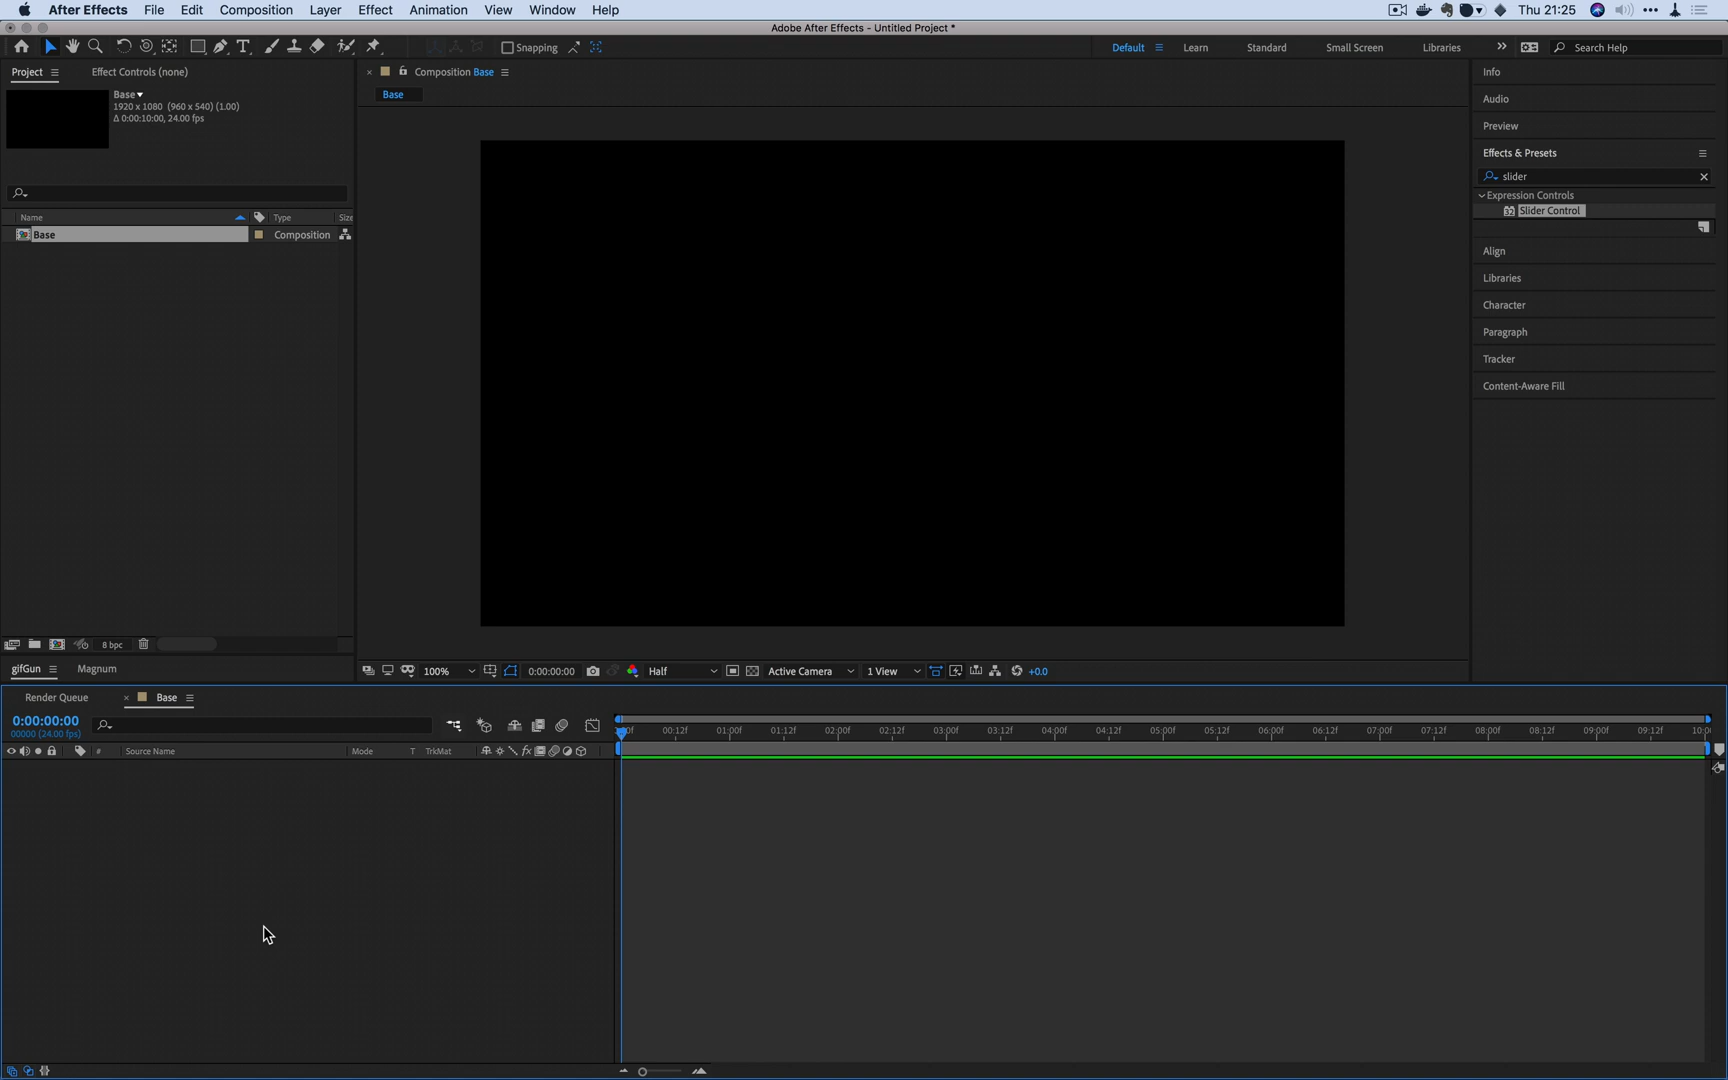 After Effects File Edit Composition Layer Effect Animation View Window Help Thu 21:25
Adobe After Effects - Untitled Project *
Snapping Default Learn Standard Small Screen Libraries Search Help
Project Effect Controls (none)
Composition Base
Base
Base
1920 x 1080 (960 x 540) (1.00)
Δ 0:00:10:00, 24.00 fps
Name Type Size
Base Composition
Info
Audio
Preview
Effects & Presets
slider
Expression Controls
32 Slider Control
Align
Libraries
Character
Paragraph
Tracker
Content-Aware Fill
8 bpc
gifGun Magnum
100% 0:00:00:00 Half Active Camera 1 View +0.0
Render Queue Base
0:00:00:00
00000 (24.00 fps)
00:12f 01:00f 01:12f 02:00f 02:12f 03:00f 03:12f 04:00f 04:12f 05:00f 05:12f 06:00f 06:12f 07:00f 07:12f 08:00f 08:12f 09:00f 09:12f 10:00
# Source Name Mode T TrkMat fx